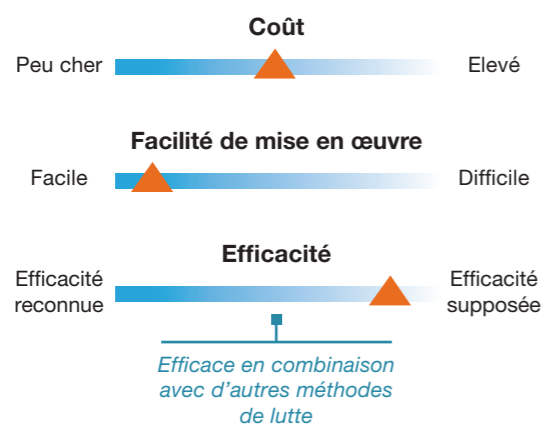 Coût
Peu cher
Elevé
Facilité de mise en œuvre
Facile
Difficile
Efficacité
Efficacité
reconnue
Efficacité
supposée
Efficace en combinaison
avec d'autres méthodes
de lutte